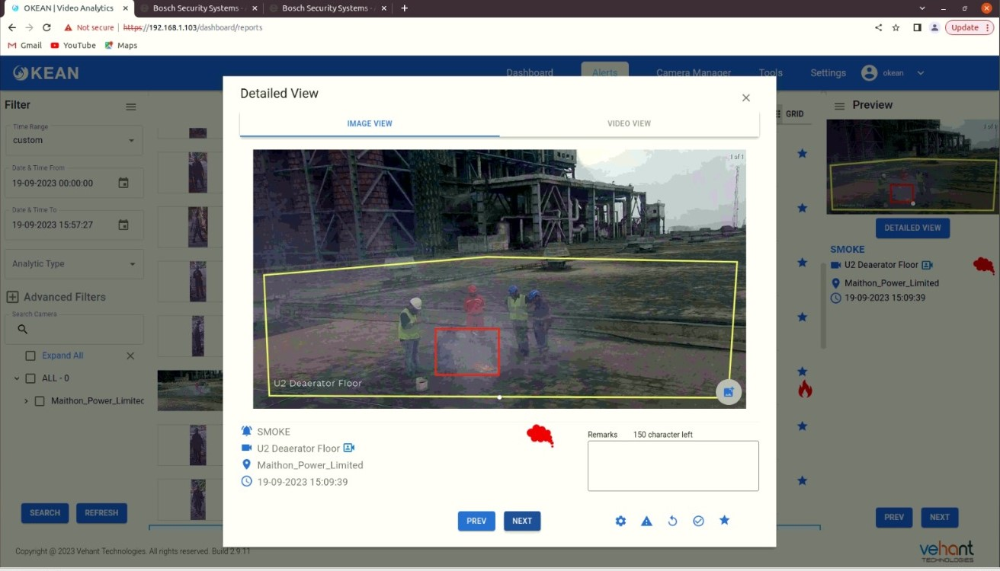 OKEAN | Video Analytics
Bosch Security Systems -
Bosch Security Systems -
Not secure
https://192.168.1.103/dashboard/reports
Update
Gmail
YouTube
Maps
OKEAN
Dashboard
Alerts
Camera Manager
Tools
Settings
okean
Filter
Time Range
custom
Date & Time From
19-09-2023 00:00:00
Date & Time To
19-09-2023 15:57:27
Analytic Type
Advanced Filters
Search Camera
Expand All
ALL - 0
Maithon_Power_Limited
SEARCH
REFRESH
Detailed View
IMAGE VIEW
VIDEO VIEW
1 of 1
U2 Deaerator Floor
SMOKE
U2 Deaerator Floor
Maithon_Power_Limited
19-09-2023 15:09:39
Remarks 150 character left
PREV
NEXT
GRID
Preview
DETAILED VIEW
SMOKE
U2 Deaerator Floor
Maithon_Power_Limited
19-09-2023 15:09:39
PREV
NEXT
Copyright @ 2023 Vehant Technologies. All rights reserved. Build 2.9.11
vehant
TECHNOLOGIES